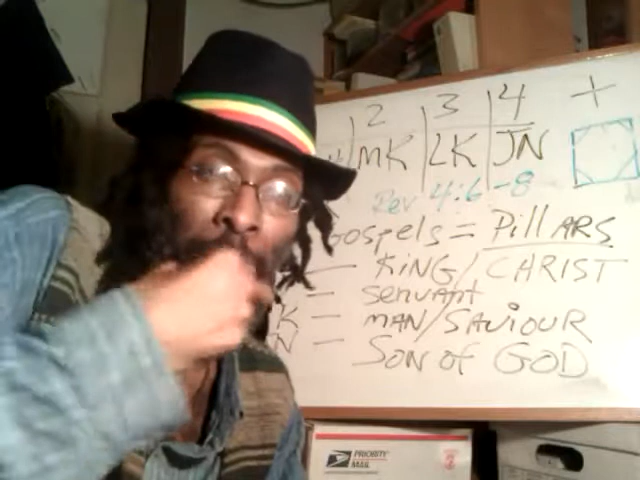 2 3 4 +
MK LK JN
Rev 4:6-8
Gospels = PillARS
— KiNG/CHRIST
— servant
K — MAN/SAViOUR
N — SON of GOD
PRIORITY
MAIL